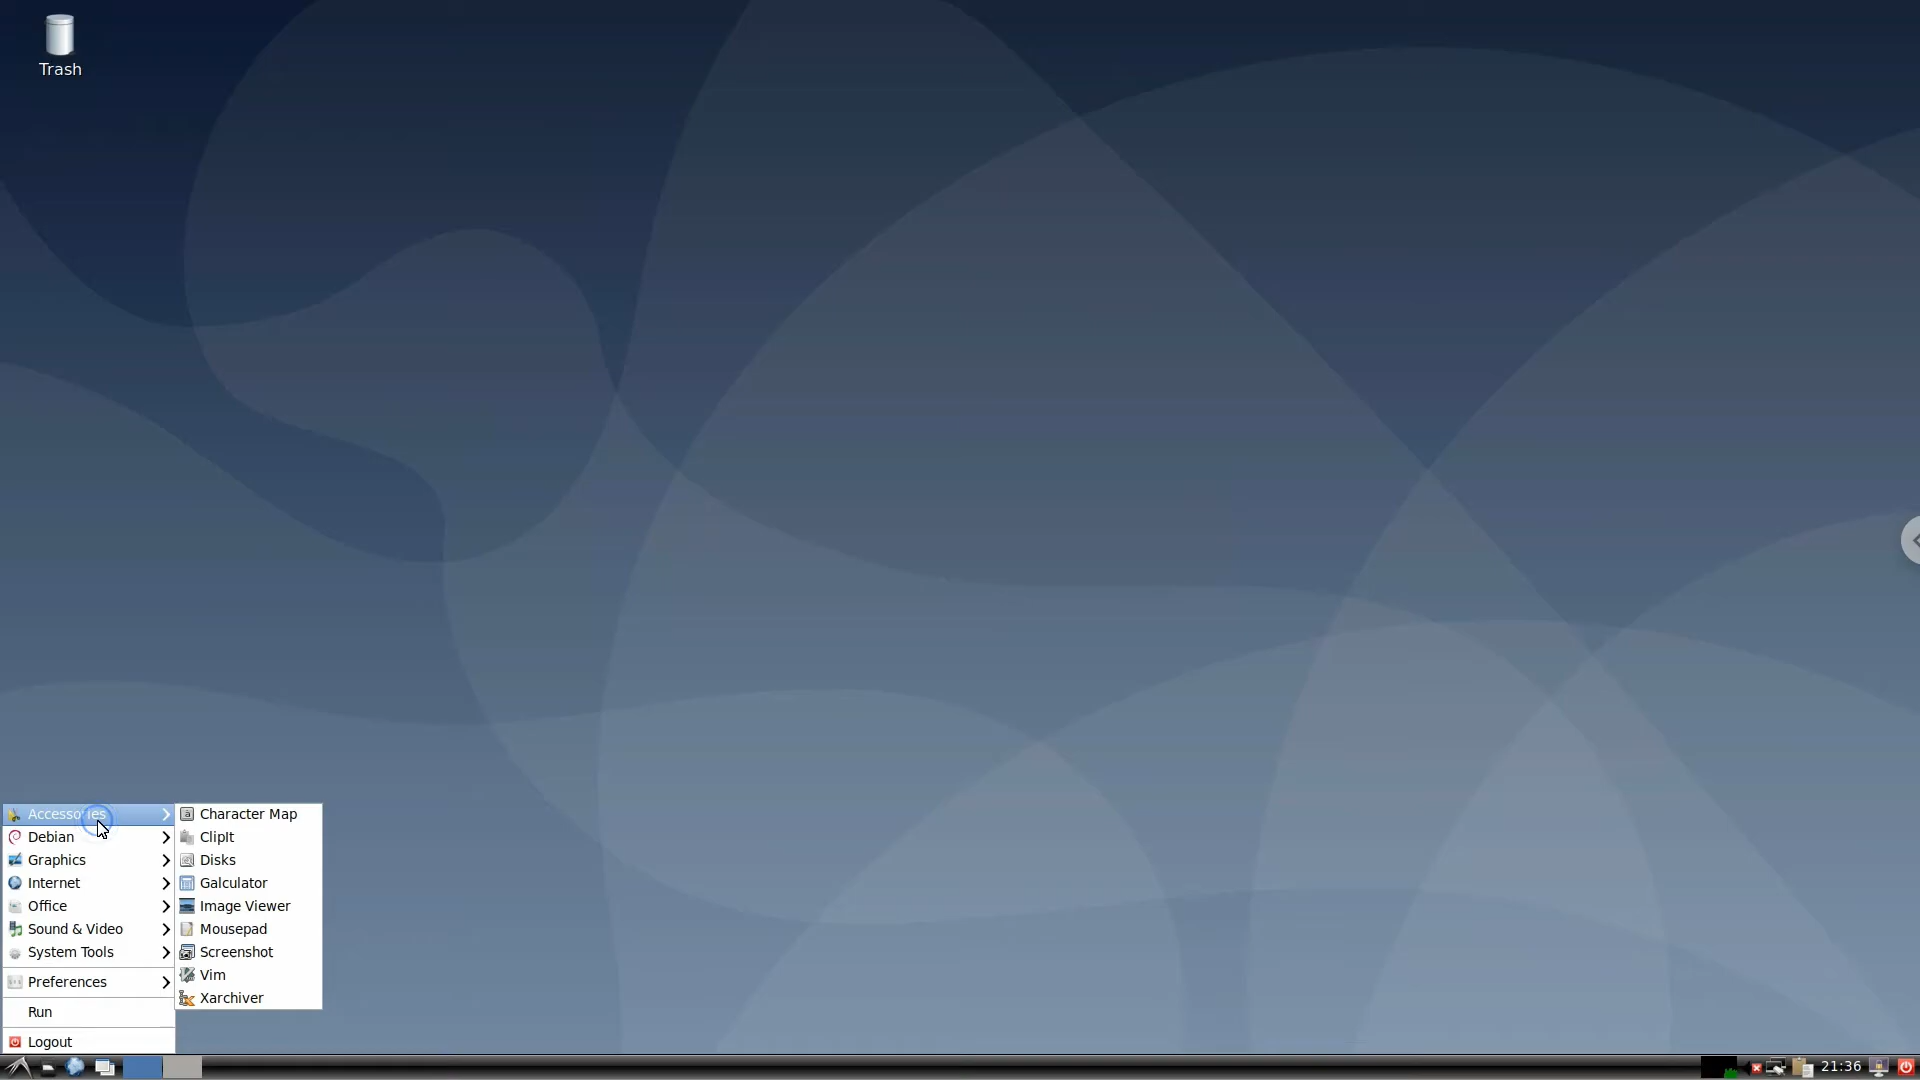 Trash
Accessories
Debian
Graphics
Internet
Office
Sound & Video
System Tools
Preferences
Run
Logout
Character Map
ClipIt
Disks
Galculator
Image Viewer
Mousepad
Screenshot
Vim
Xarchiver
21:36